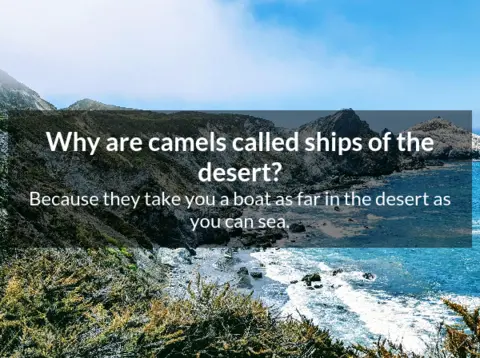 Why are camels called ships of the
desert?
Because they take you a boat as far in the desert as
you can sea.